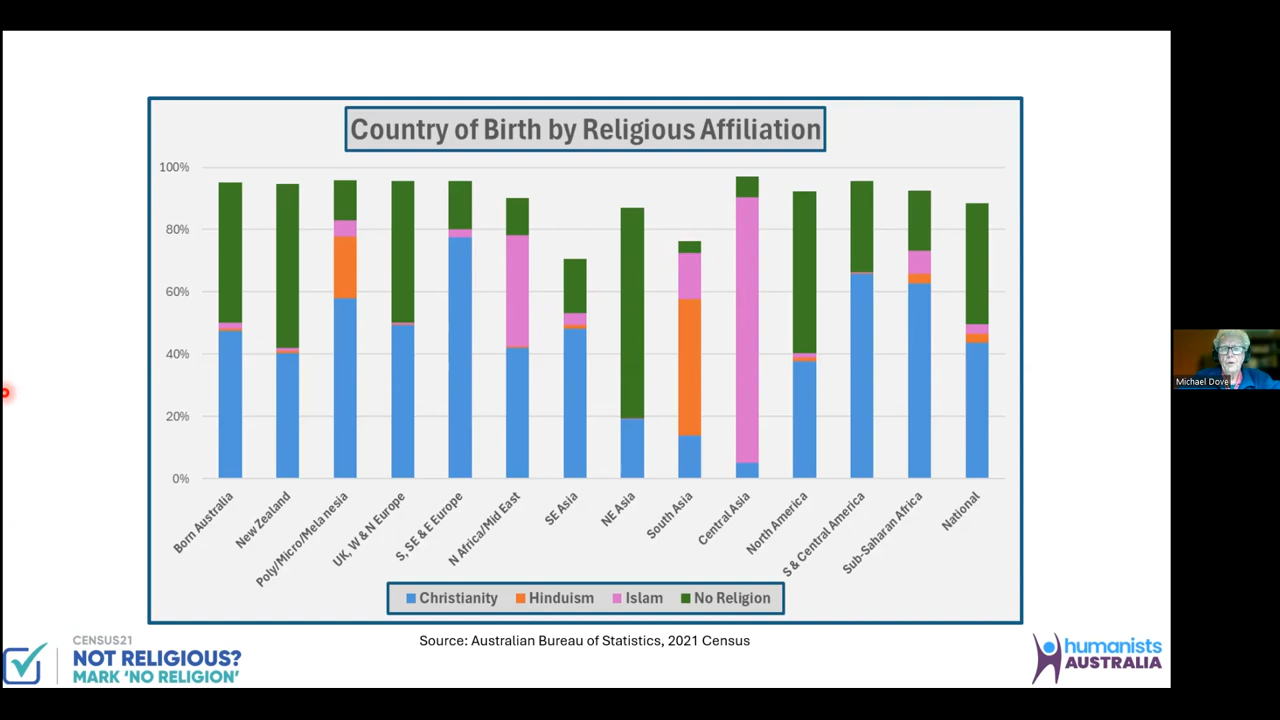 Country of Birth by Religious Affiliation
100%
80%
60%
40%
20%
0%
Born Australia
New Zealand
Poly/Micro/Melanesia
UK, W & N Europe
S, SE & E Europe
N Africa/Mid East
SE Asia
NE Asia
South Asia
Central Asia
North America
S & Central America
Sub-Saharan Africa
National
Christianity Hinduism Islam No Religion
Source: Australian Bureau of Statistics, 2021 Census
CENSUS21
NOT RELIGIOUS?
MARK ‘NO RELIGION’
humanists
AUSTRALIA
Michael Dove